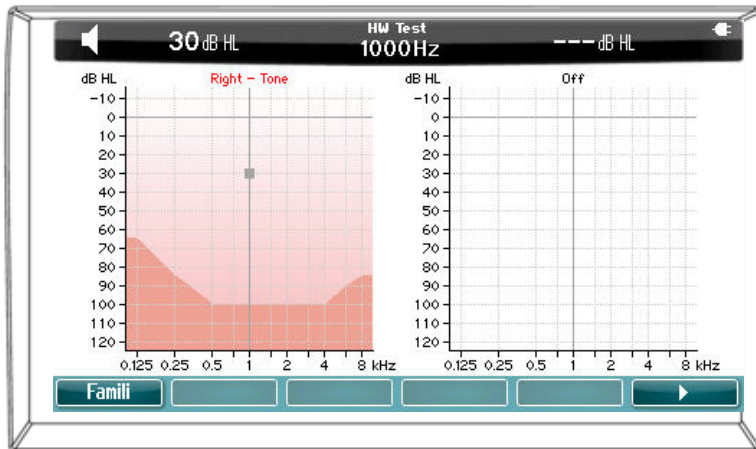 30 dB HL
HW Test
1000Hz
---dB HL
dB HL
Right - Tone
-10
0
10
20
30
40
50
60
70
80
90
100
110
120
0.125 0.25 0.5 1 2 4 8 kHz
dB HL
Off
-10
0
10
20
30
40
50
60
70
80
90
100
110
120
0.125 0.25 0.5 1 2 4 8 kHz
Famili